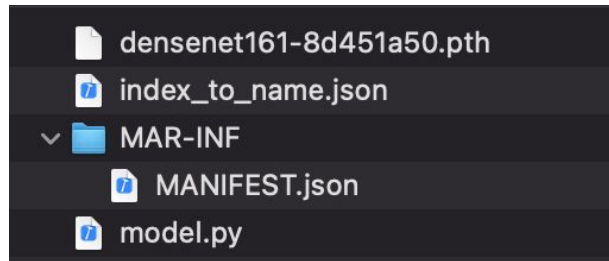 densenet161-8d451a50.pth
index_to_name.json
MAR-INF
MANIFEST.json
model.py